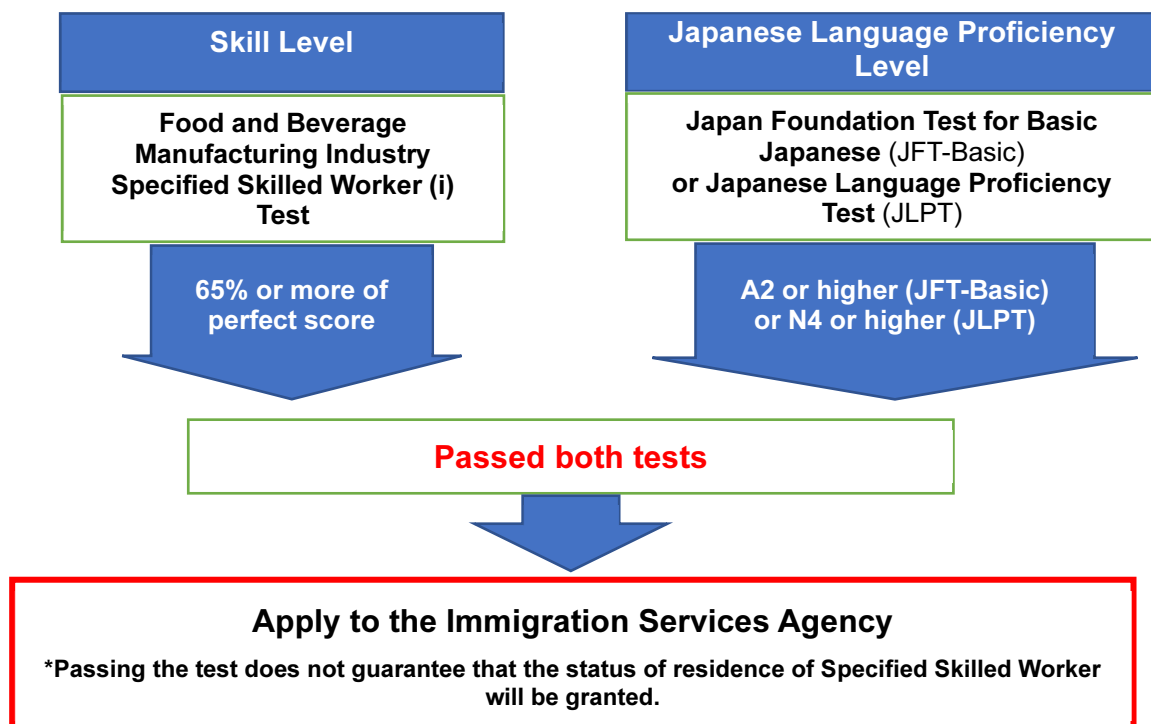 Skill Level
Food and Beverage
Manufacturing Industry
Specified Skilled Worker (i)
Test
65% or more of
perfect score
Japanese Language Proficiency
Level
Japan Foundation Test for Basic
Japanese (JFT-Basic)
or Japanese Language Proficiency
Test (JLPT)
A2 or higher (JFT-Basic)
or N4 or higher (JLPT)
Passed both tests
Apply to the Immigration Services Agency
*Passing the test does not guarantee that the status of residence of Specified Skilled Worker
will be granted.